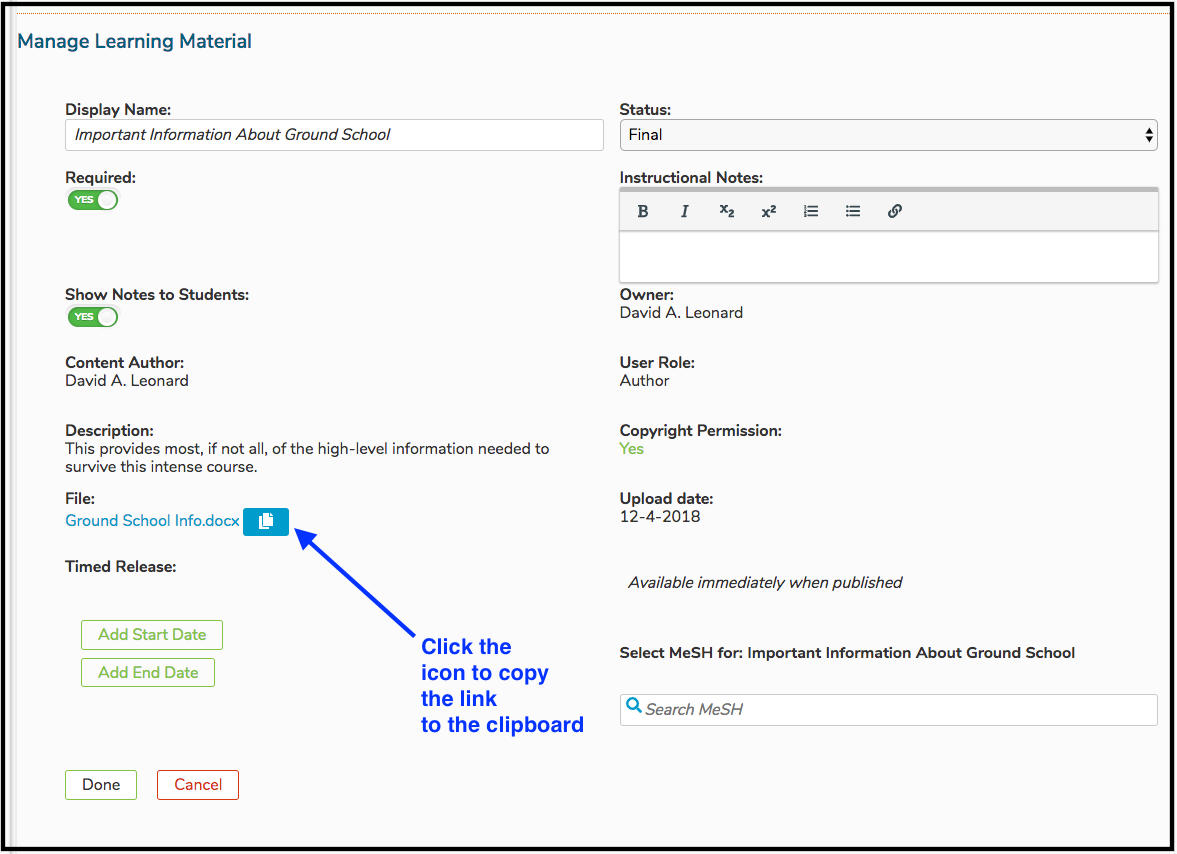 Manage Learning Material
Display Name:
Important Information About Ground School
Status:
Final
Required:
YES
Instructional Notes:
B I x₂ x²
Show Notes to Students:
YES
Owner:
David A. Leonard
Content Author:
David A. Leonard
User Role:
Author
Description:
This provides most, if not all, of the high-level information needed to
survive this intense course.
Copyright Permission:
Yes
File:
Ground School Info.docx
Upload date:
12-4-2018
Timed Release:
Available immediately when published
Add Start Date
Add End Date
Click the
icon to copy
the link
to the clipboard
Select MeSH for: Important Information About Ground School
Search MeSH
Done
Cancel